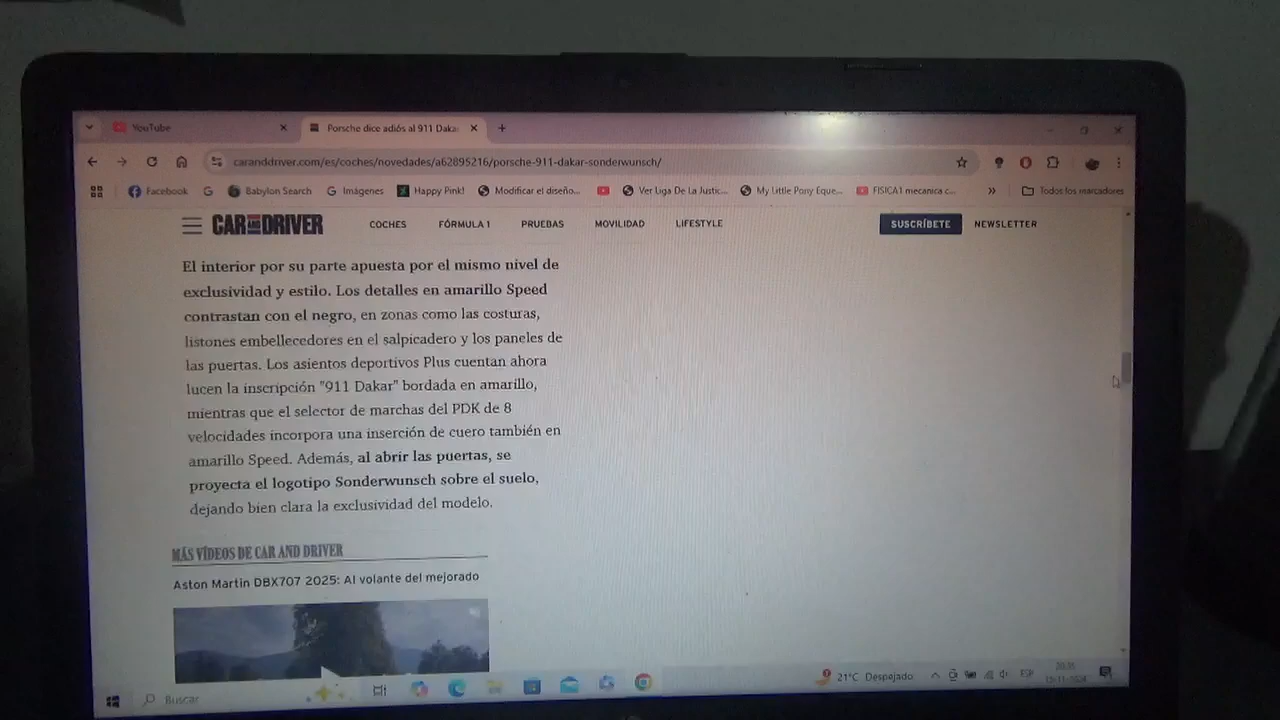 YouTube
Porsche dice adiós al 911 Daka
caranddriver.com/es/coches/novedades/a62895216/porsche-911-dakar-sonderwunsch/
Facebook
Babylon Search
Imágenes
Happy Pink!
Modificar el diseño...
Ver Liga De La Justic...
My Little Pony Eque...
FISICA1 mecanica c...
»
Todos los marcadores
CAR AND DRIVER
COCHES
FÓRMULA 1
PRUEBAS
MOVILIDAD
LIFESTYLE
SUSCRÍBETE
NEWSLETTER
El interior por su parte apuesta por el mismo nivel de
exclusividad y estilo. Los detalles en amarillo Speed
contrastan con el negro, en zonas como las costuras,
listones embellecedores en el salpicadero y los paneles de
las puertas. Los asientos deportivos Plus cuentan ahora
lucen la inscripción "911 Dakar" bordada en amarillo,
mientras que el selector de marchas del PDK de 8
velocidades incorpora una inserción de cuero también en
amarillo Speed. Además, al abrir las puertas, se
proyecta el logotipo Sonderwunsch sobre el suelo,
dejando bien clara la exclusividad del modelo.
MÁS VÍDEOS DE CAR AND DRIVER
Aston Martin DBX707 2025: Al volante del mejorado
Buscar
21°C Despejado
ESP